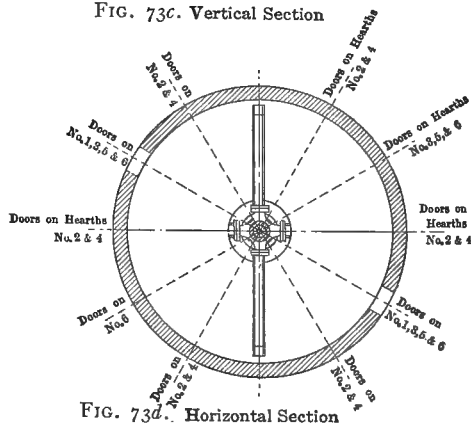 FIG. 73c. Vertical Section
Doors on
No. 2 & 4
Doors on Hearths
No. 2 & 4
Doors on
No. 1, 3, 5 & 6
Doors on Hearths
No. 3, 5, & 6
Doors on Hearths
No. 2 & 4
Doors on
Hearths
No. 2 & 4
Doors on
No. 6
Doors on
No. 1, 3, 5 & 6
Doors on
No. 2 & 4
Doors on
No. 2 & 4
FIG. 73d. Horizontal Section